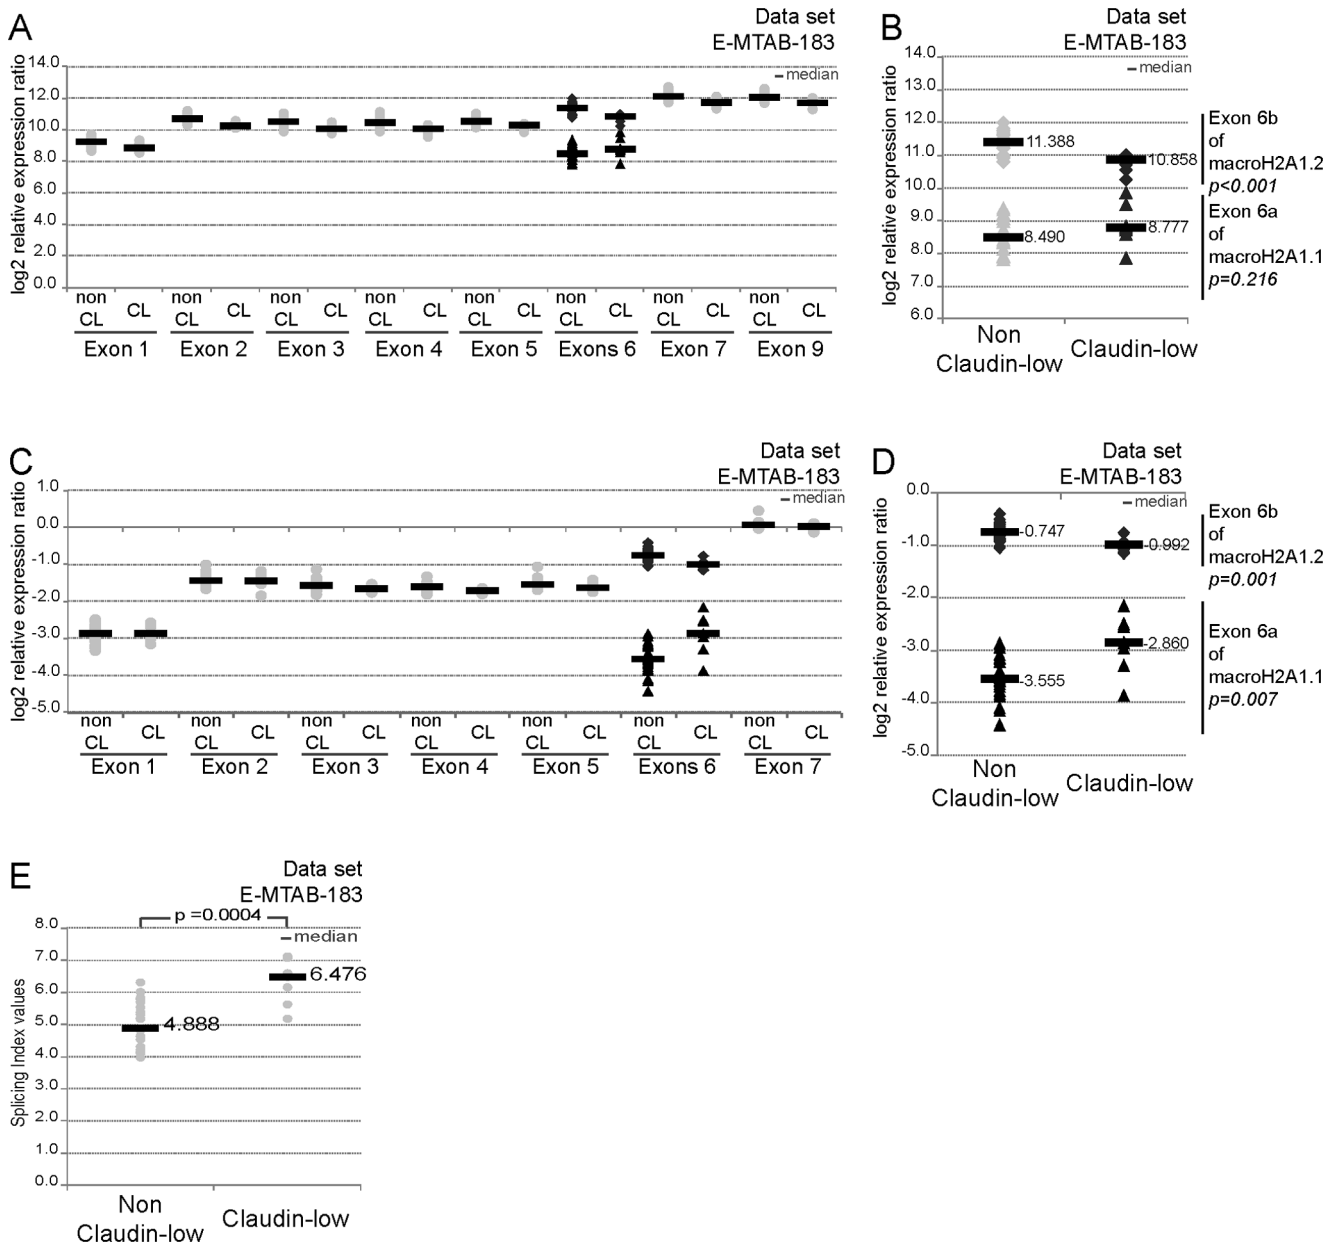 A
Data set
E-MTAB-183
median
log2 relative expression ratio
14.0
12.0
10.0
8.0
6.0
4.0
2.0
0.0
non CL CL non CL CL non CL CL non CL CL non CL CL non CL CL non CL CL non CL CL
Exon 1 Exon 2 Exon 3 Exon 4 Exon 5 Exons 6 Exon 7 Exon 9
B
Data set
E-MTAB-183
median
log2 relative expression ratio
14.0
13.0
12.0
11.0
10.0
9.0
8.0
7.0
6.0
11.388
10.858
8.490
8.777
Non
Claudin-low
Claudin-low
Exon 6b
of
macroH2A1.2
p<0.001
Exon 6a
of
macroH2A1.1
p=0.216
C
Data set
E-MTAB-183
median
log2 relative expression ratio
1.0
0.0
-1.0
-2.0
-3.0
-4.0
-5.0
non CL CL non CL CL non CL CL non CL CL non CL CL non CL CL non CL CL
Exon 1 Exon 2 Exon 3 Exon 4 Exon 5 Exons 6 Exon 7
D
Data set
E-MTAB-183
median
log2 relative expression ratio
0.0
-1.0
-2.0
-3.0
-4.0
-5.0
-0.747
-0.992
-2.860
-3.555
Non
Claudin-low
Claudin-low
Exon 6b
of
macroH2A1.2
p=0.001
Exon 6a
of
macroH2A1.1
p=0.007
E
Data set
E-MTAB-183
p =0.0004
median
Splicing Index values
8.0
7.0
6.0
5.0
4.0
3.0
2.0
1.0
0.0
6.476
4.888
Non
Claudin-low
Claudin-low